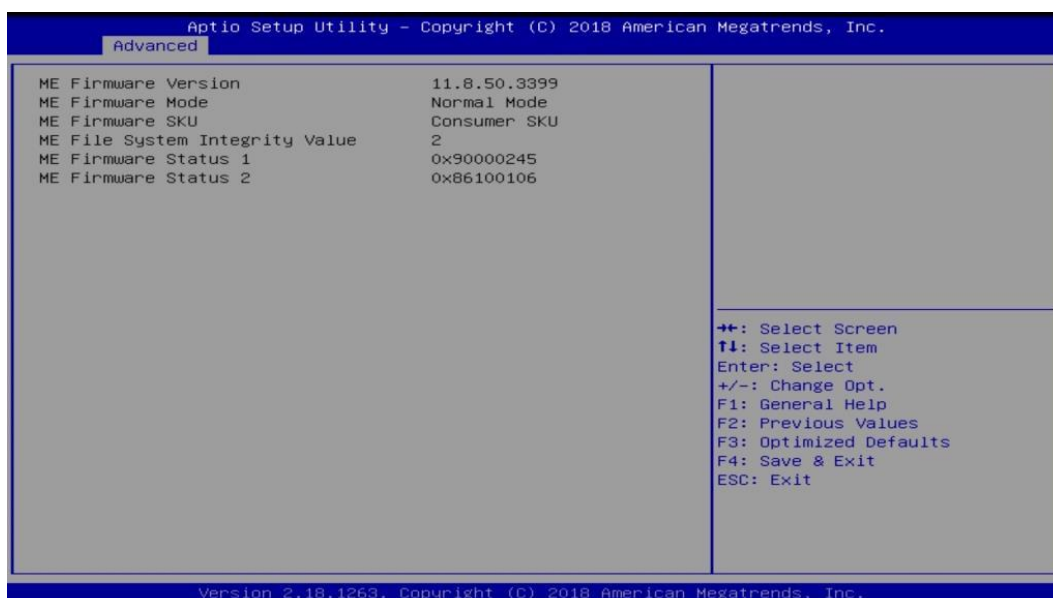 Aptio Setup Utility – Copyright (C) 2018 American Megatrends, Inc.
Advanced
ME Firmware Version 11.8.50.3399
ME Firmware Mode Normal Mode
ME Firmware SKU Consumer SKU
ME File System Integrity Value 2
ME Firmware Status 1 0x90000245
ME Firmware Status 2 0x86100106
→←: Select Screen
↑↓: Select Item
Enter: Select
+/-: Change Opt.
F1: General Help
F2: Previous Values
F3: Optimized Defaults
F4: Save & Exit
ESC: Exit
Version 2.18.1263. Copyright (C) 2018 American Megatrends, Inc.